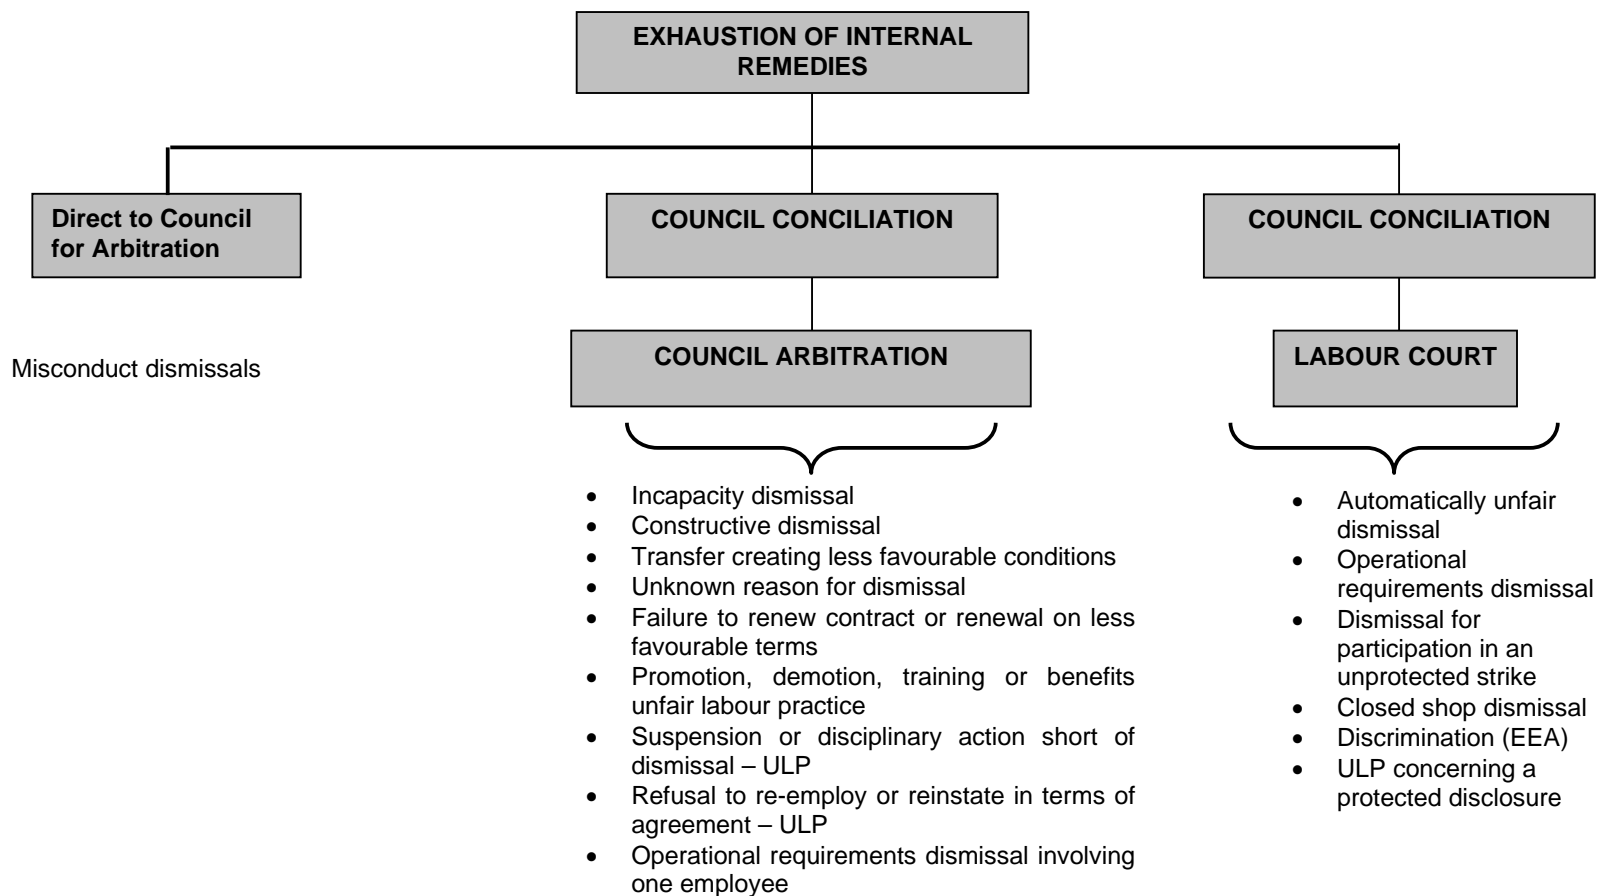 EXHAUSTION OF INTERNAL
REMEDIES
Direct to Council
for Arbitration
Misconduct dismissals
COUNCIL CONCILIATION
COUNCIL ARBITRATION
• Incapacity dismissal
• Constructive dismissal
• Transfer creating less favourable conditions
• Unknown reason for dismissal
• Failure to renew contract or renewal on less
favourable terms
• Promotion, demotion, training or benefits
unfair labour practice
• Suspension or disciplinary action short of
dismissal – ULP
• Refusal to re-employ or reinstate in terms of
agreement – ULP
• Operational requirements dismissal involving
one employee
COUNCIL CONCILIATION
LABOUR COURT
• Automatically unfair
dismissal
• Operational
requirements dismissal
• Dismissal for
participation in an
unprotected strike
• Closed shop dismissal
• Discrimination (EEA)
• ULP concerning a
protected disclosure